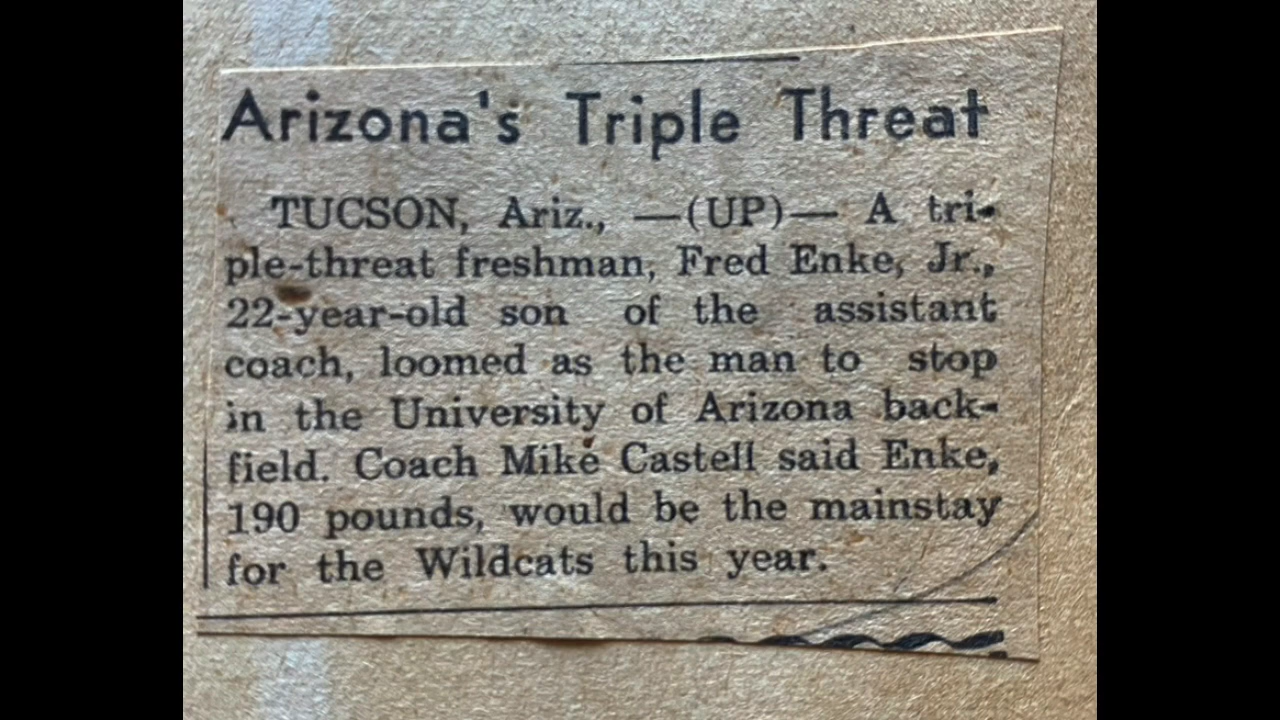 Arizona's Triple Threat
TUCSON, Ariz., —(UP)— A tri-
ple-threat freshman, Fred Enke, Jr.,
22-year-old son of the assistant
coach, loomed as the man to stop
in the University of Arizona back-
field. Coach Mike Castell said Enke,
190 pounds, would be the mainstay
for the Wildcats this year.